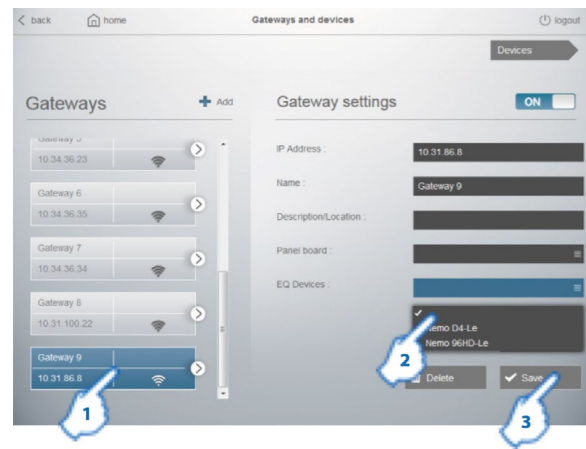 back
home
Gateways and devices
logout
Devices
Gateways
Add
Gateway settings
ON
10.34.36.23
Gateway 6
10.34.36.35
Gateway 7
10.34.36.34
Gateway 8
10.31.100.22
Gateway 9
10.31.86.8
1
IP Address :
10.31.86.8
Name :
Gateway 9
Description/Location :
Panel board :
EQ Devices :
Nemo D4-Le
Nemo 96HD-Le
2
Delete
Save
3